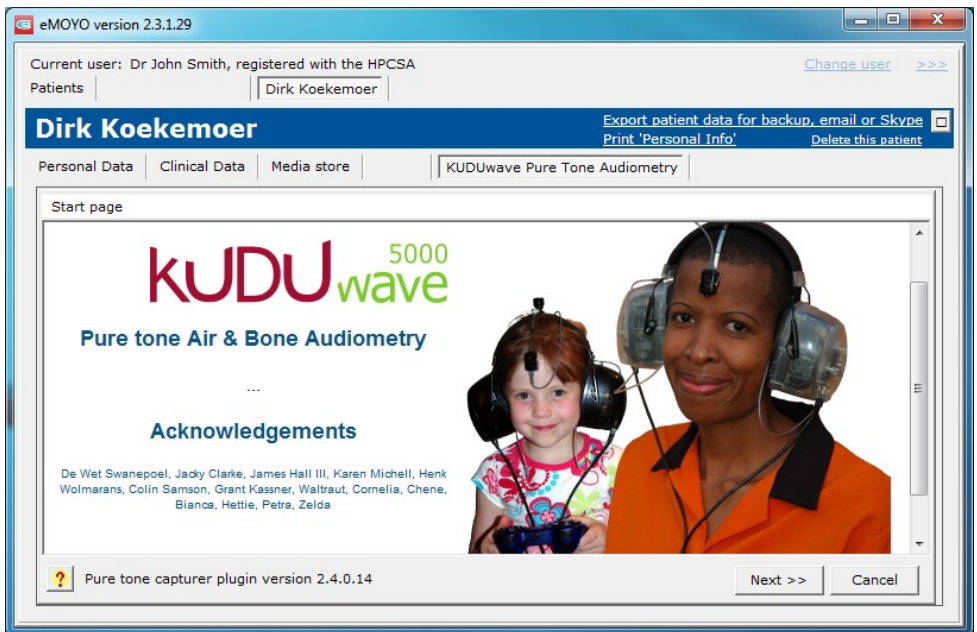 eMOYO version 2.3.1.29
Current user: Dr John Smith, registered with the HPCSA
Change user >>>
Patients
Dirk Koekemoer
Dirk Koekemoer
Export patient data for backup, email or Skype
Print 'Personal Info'
Delete this patient
Personal Data
Clinical Data
Media store
KUDUwave Pure Tone Audiometry
Start page
kUDUwave 5000
Pure tone Air & Bone Audiometry
...
Acknowledgements
De Wet Swanepoel, Jacky Clarke, James Hall III, Karen Michell, Henk
Wolmarans, Colin Samson, Grant Kassner, Waltraut, Cornelia, Chene,
Bianca, Hettie, Petra, Zelda
? Pure tone capturer plugin version 2.4.0.14
Next >>
Cancel